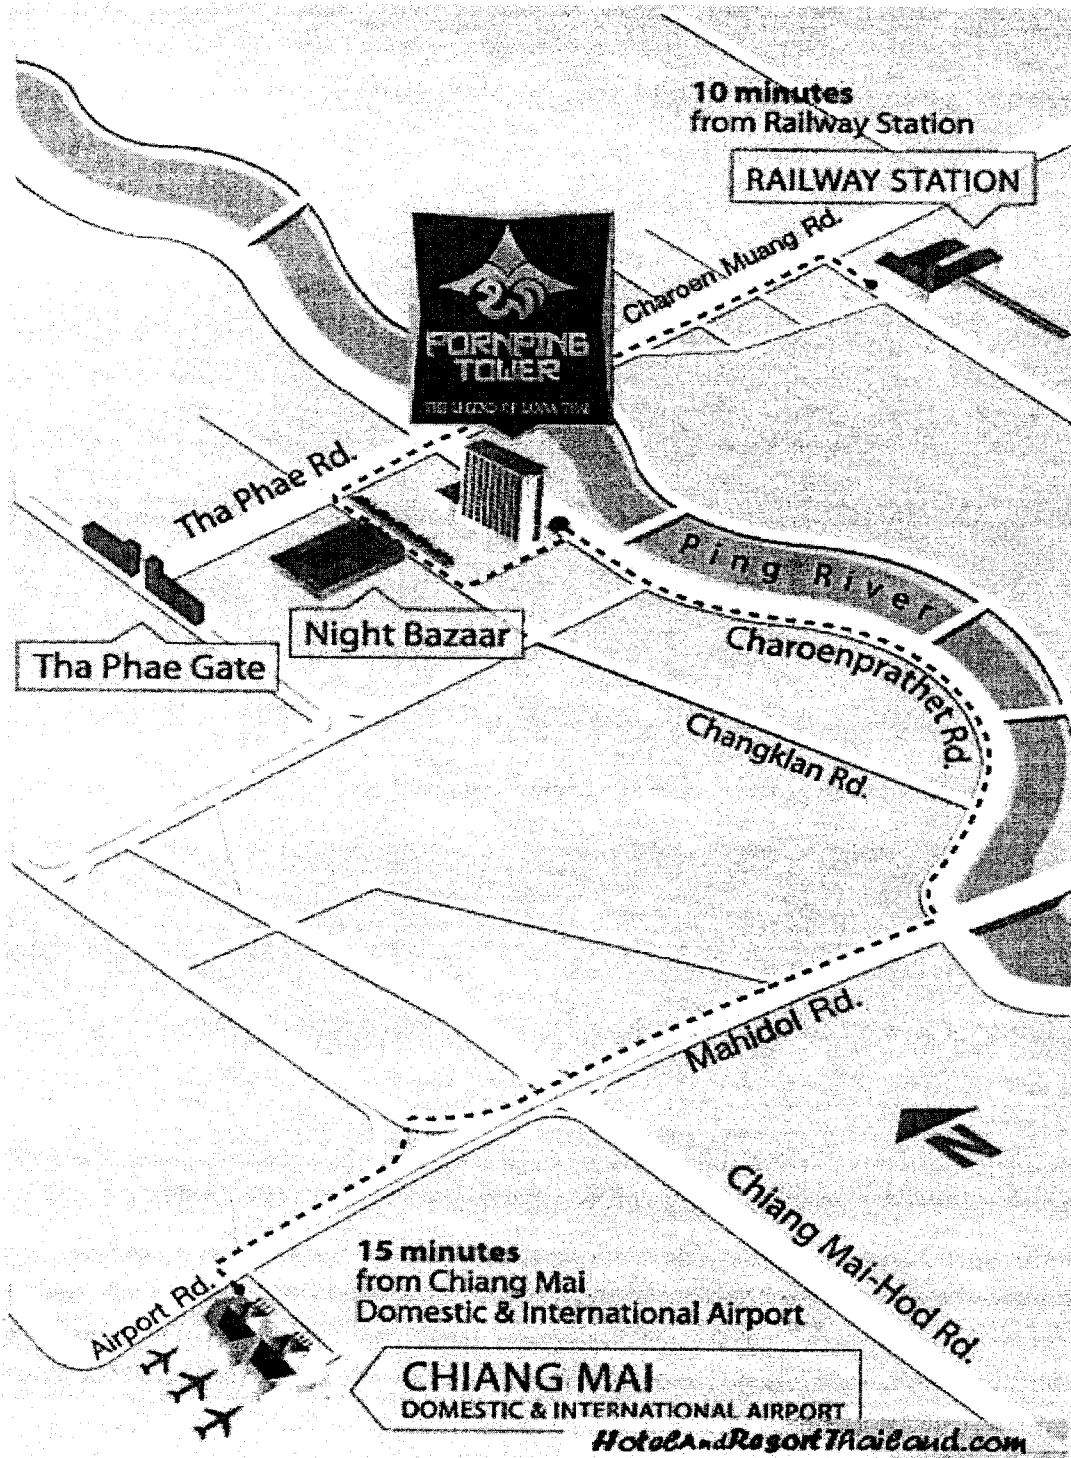 10 minutes
from Railway Station
RAILWAY STATION
Charoen Muang Rd.
PORNPING
TOWER
Tha Phae Rd.
Ping River
Night Bazaar
Tha Phae Gate
Charoenprathet Rd.
Changklan Rd.
Mahidol Rd.
N
Chiang Mai-Hod Rd.
15 minutes
from Chiang Mai
Domestic & International Airport
Airport Rd.
CHIANG MAI
DOMESTIC & INTERNATIONAL AIRPORT
HotelAndResortThailand.com